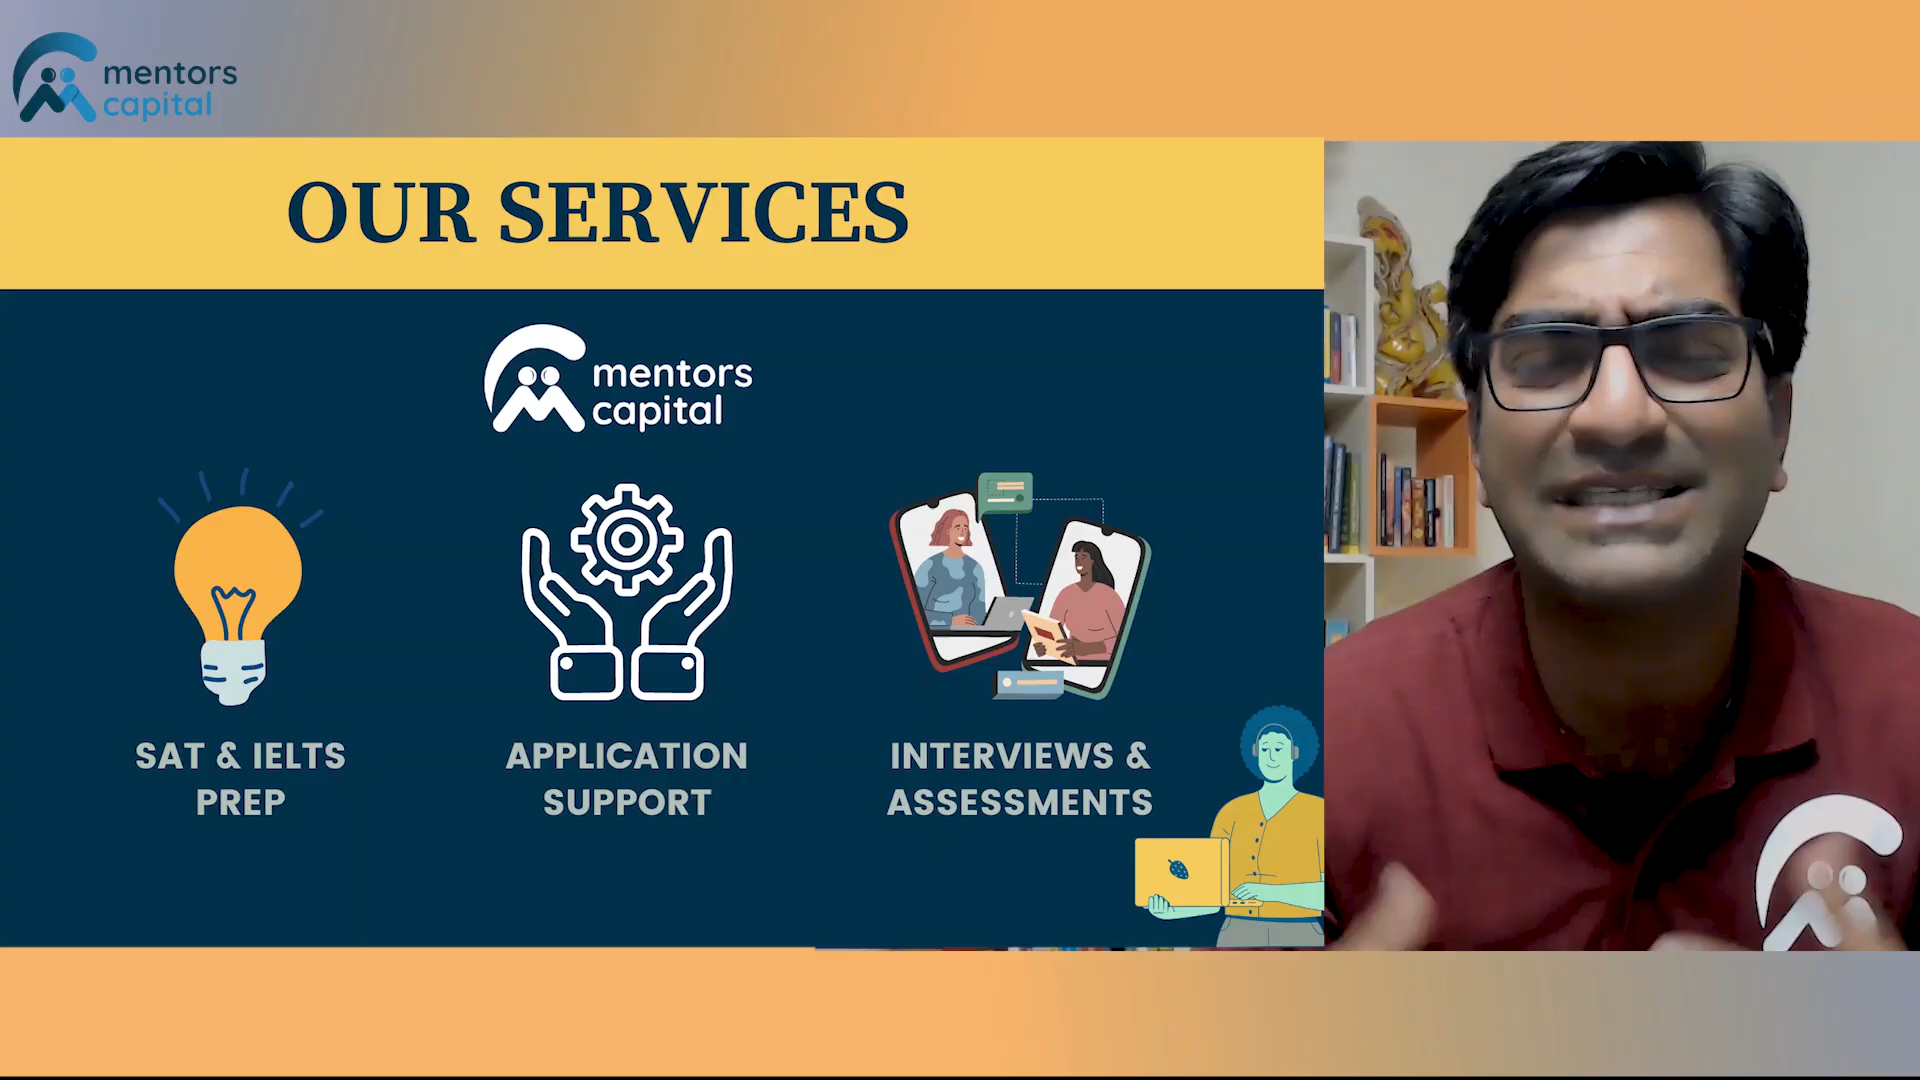 mentors
capital
OUR SERVICES
mentors
capital
SAT & IELTS
PREP
APPLICATION
SUPPORT
INTERVIEWS &
ASSESSMENTS